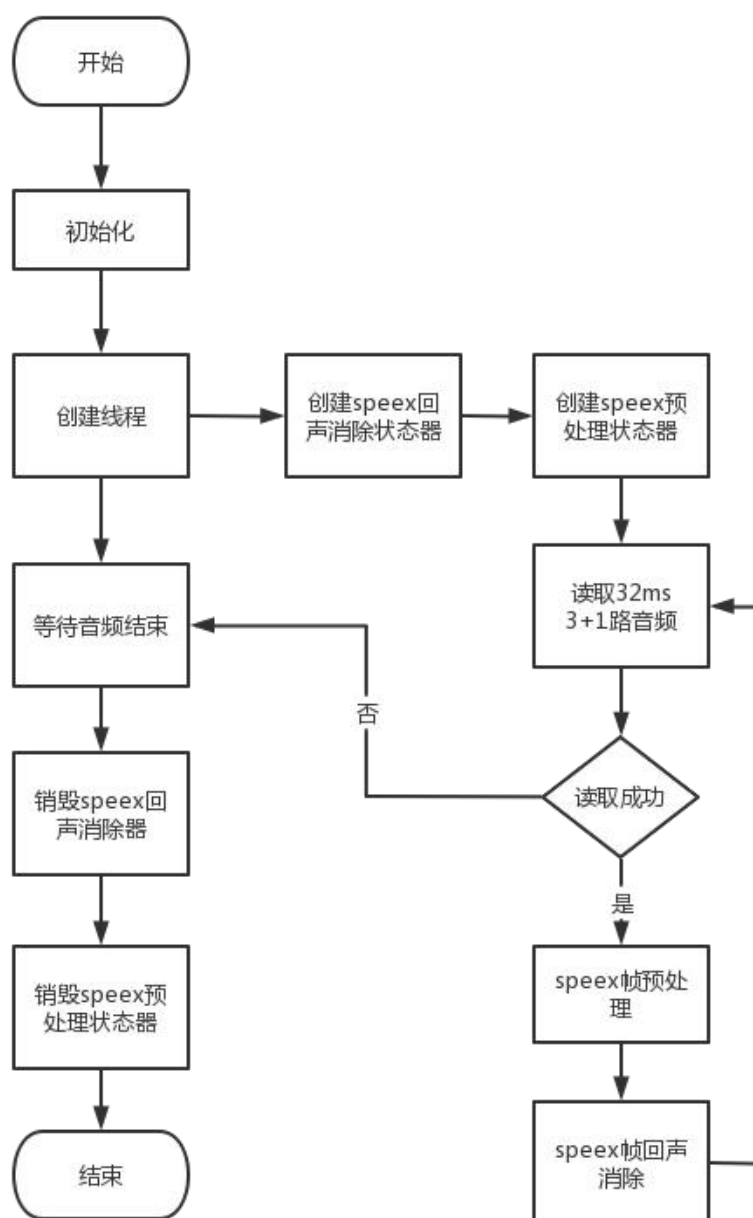 开始
初始化
创建线程
创建speex回
声消除状态器
创建speex预
处理状态器
等待音频结束
读取32ms
3+1路音频
否
读取成功
销毁speex回
声消除器
是
销毁speex预
处理状态器
speex帧预处
理
结束
speex帧回声
消除